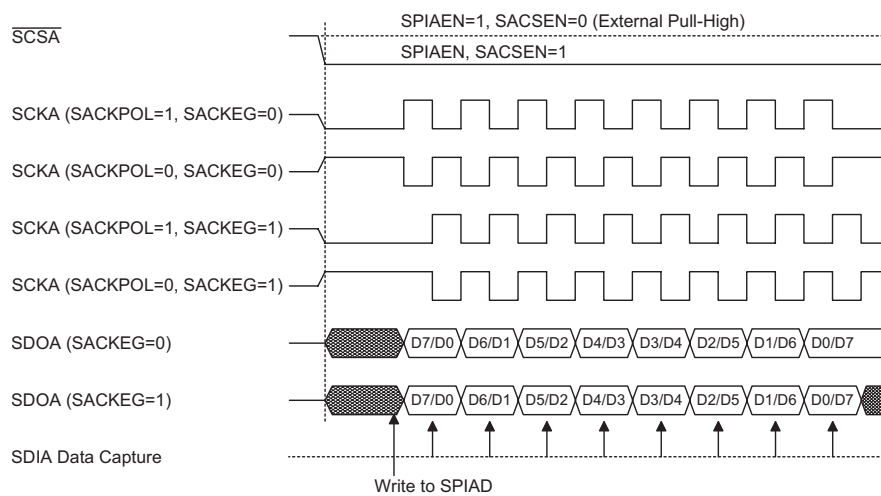 SPIAEN=1, SACSEN=0 (External Pull-High)
SCSA
SPIAEN, SACSEN=1
SCKA (SACKPOL=1, SACKEG=0)
SCKA (SACKPOL=0, SACKEG=0)
SCKA (SACKPOL=1, SACKEG=1)
SCKA (SACKPOL=0, SACKEG=1)
SDOA (SACKEG=0) D7/D0 D6/D1 D5/D2 D4/D3 D3/D4 D2/D5 D1/D6 D0/D7
SDOA (SACKEG=1) D7/D0 D6/D1 D5/D2 D4/D3 D3/D4 D2/D5 D1/D6 D0/D7
SDIA Data Capture
Write to SPIAD